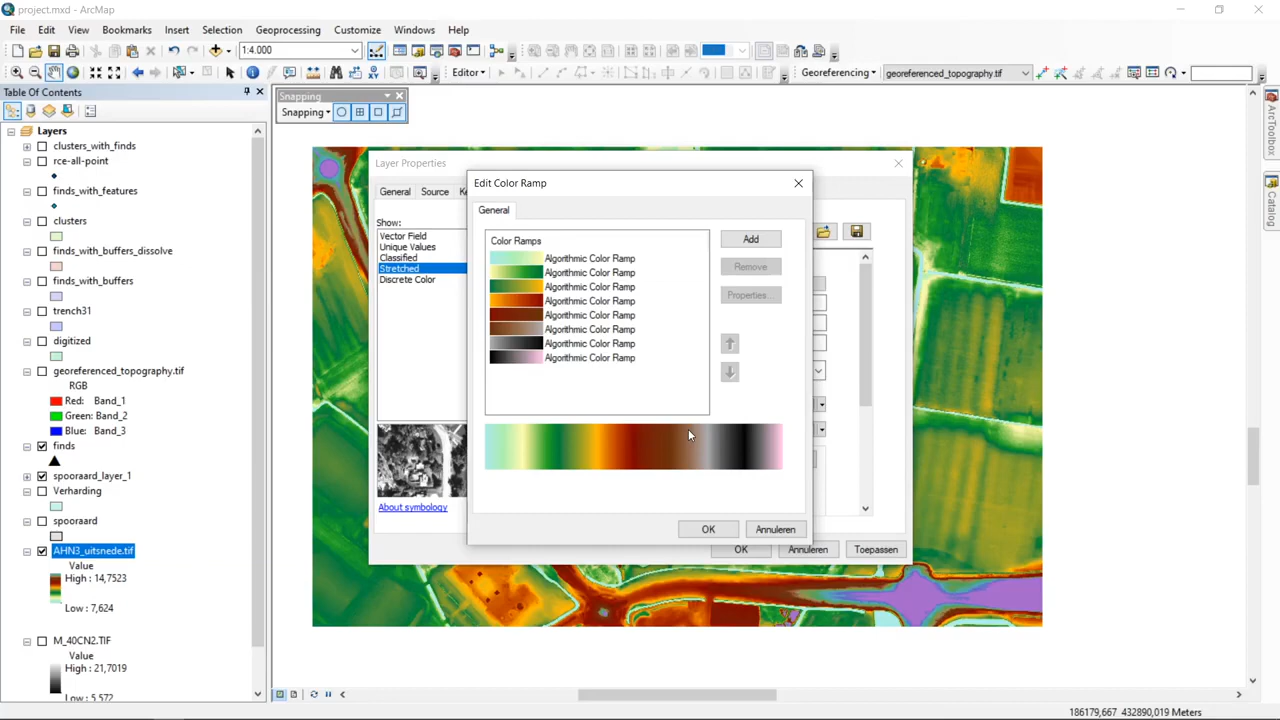 project.mxd - ArcMap
File Edit View Bookmarks Insert Selection Geoprocessing Customize Windows Help
1:4.000
Editor Georeferencing georeferenced_topography.tif
Table Of Contents
Snapping
Snapping
Layers
clusters_with_finds
rce-all-point
finds_with_features
clusters
finds_with_buffers_dissolve
finds_with_buffers
trench31
digitized
georeferenced_topography.tif
RGB
Red: Band_1
Green: Band_2
Blue: Band_3
finds
spooraard_layer_1
Verharding
spooraard
AHN3_uitsnede.tif
Value
High : 14,7523
Low : 7,624
M_40CN2.TIF
Value
High : 21,7019
Low : 5,572
Layer Properties
General Source
Show:
Vector Field
Unique Values
Classified
Stretched
Discrete Color
About symbology
OK Annuleren Toepassen
Edit Color Ramp
General
Color Ramps
Algorithmic Color Ramp
Algorithmic Color Ramp
Algorithmic Color Ramp
Algorithmic Color Ramp
Algorithmic Color Ramp
Algorithmic Color Ramp
Algorithmic Color Ramp
Algorithmic Color Ramp
Add
Remove
Properties...
OK Annuleren
ArcToolbox
Catalog
186179,667 432890,019 Meters